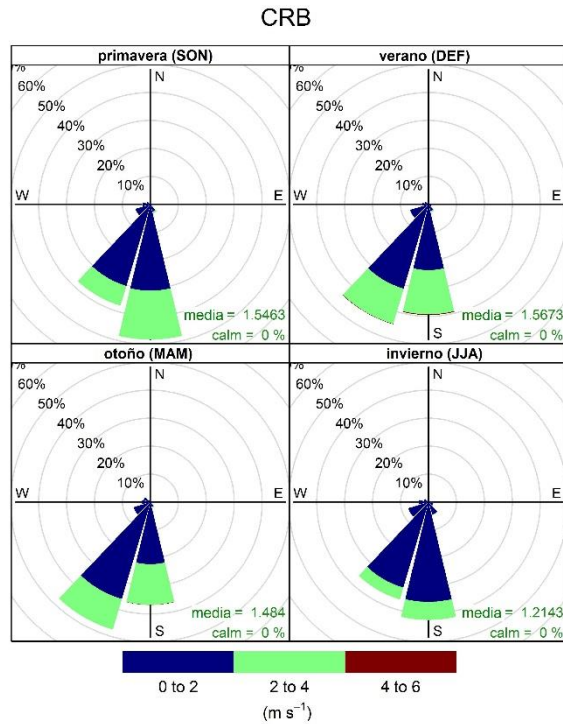 CRB
primavera (SON)
verano (DEF)
%
60%
50%
40%
30%
20%
10%
N
W
E
media = 1.5463
calm = 0 %
60%
50%
40%
30%
20%
10%
N
W
E
S
media = 1.5673
calm = 0 %
otoño (MAM)
invierno (JJA)
%
60%
50%
40%
30%
20%
10%
N
W
E
S
media = 1.484
calm = 0 %
%
60%
50%
40%
30%
20%
10%
N
W
E
S
media = 1.2143
calm = 0 %
0 to 2
2 to 4
4 to 6
(m s⁻¹)